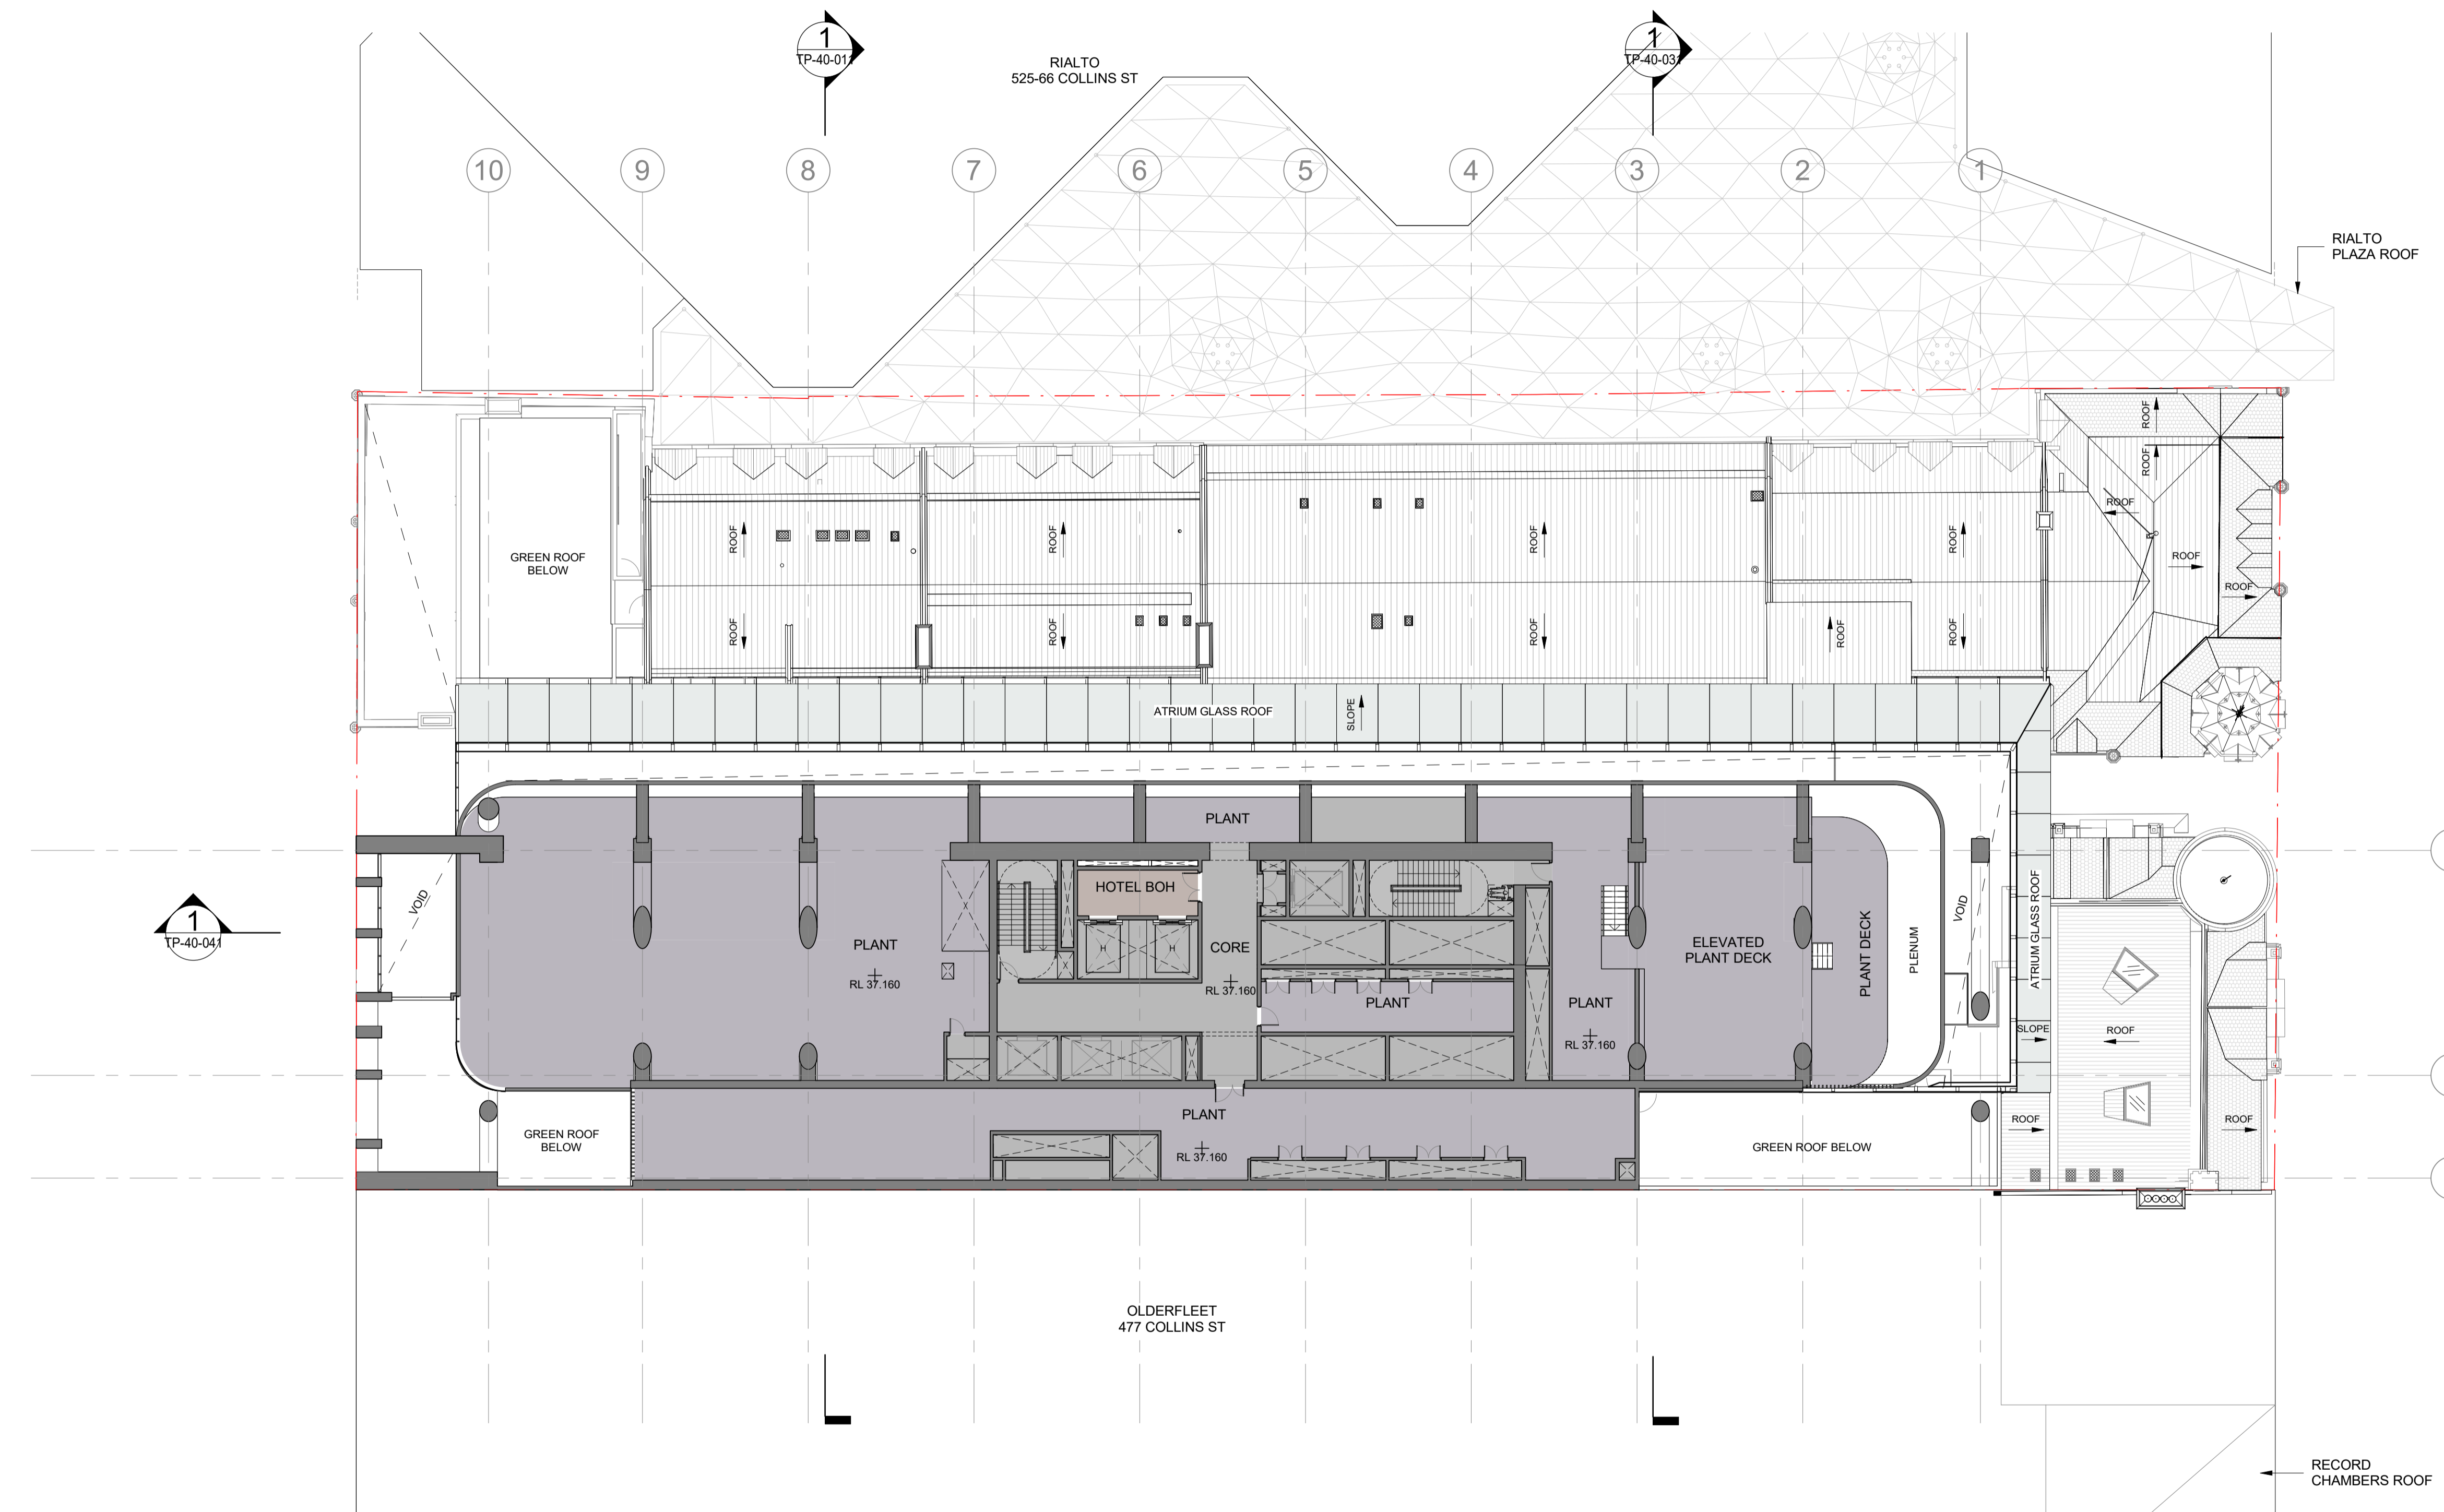 1
TP-40-011
1
TP-40-031
RIALTO
525-66 COLLINS ST
10
9
8
7
6
5
4
3
2
1
RIALTO
PLAZA ROOF
ROOF
ROOF
ROOF
ROOF
ROOF
GREEN ROOF
BELOW
ROOF
ROOF
ROOF
ROOF
ROOF
ROOF
ROOF
ROOF
ROOF
ATRIUM GLASS ROOF
SLOPE
PLANT
VOID
1
TP-40-041
HOTEL BOH
H
H
CORE
RL 37.160
PLANT
RL 37.160
PLANT
PLANT
RL 37.160
ELEVATED
PLANT DECK
PLANT DECK
PLENUM
VOID
ATRIUM GLASS ROOF
SLOPE
ROOF
PLANT
RL 37.160
GREEN ROOF
BELOW
GREEN ROOF BELOW
ROOF
ROOF
OLDERFLEET
477 COLLINS ST
RECORD
CHAMBERS ROOF